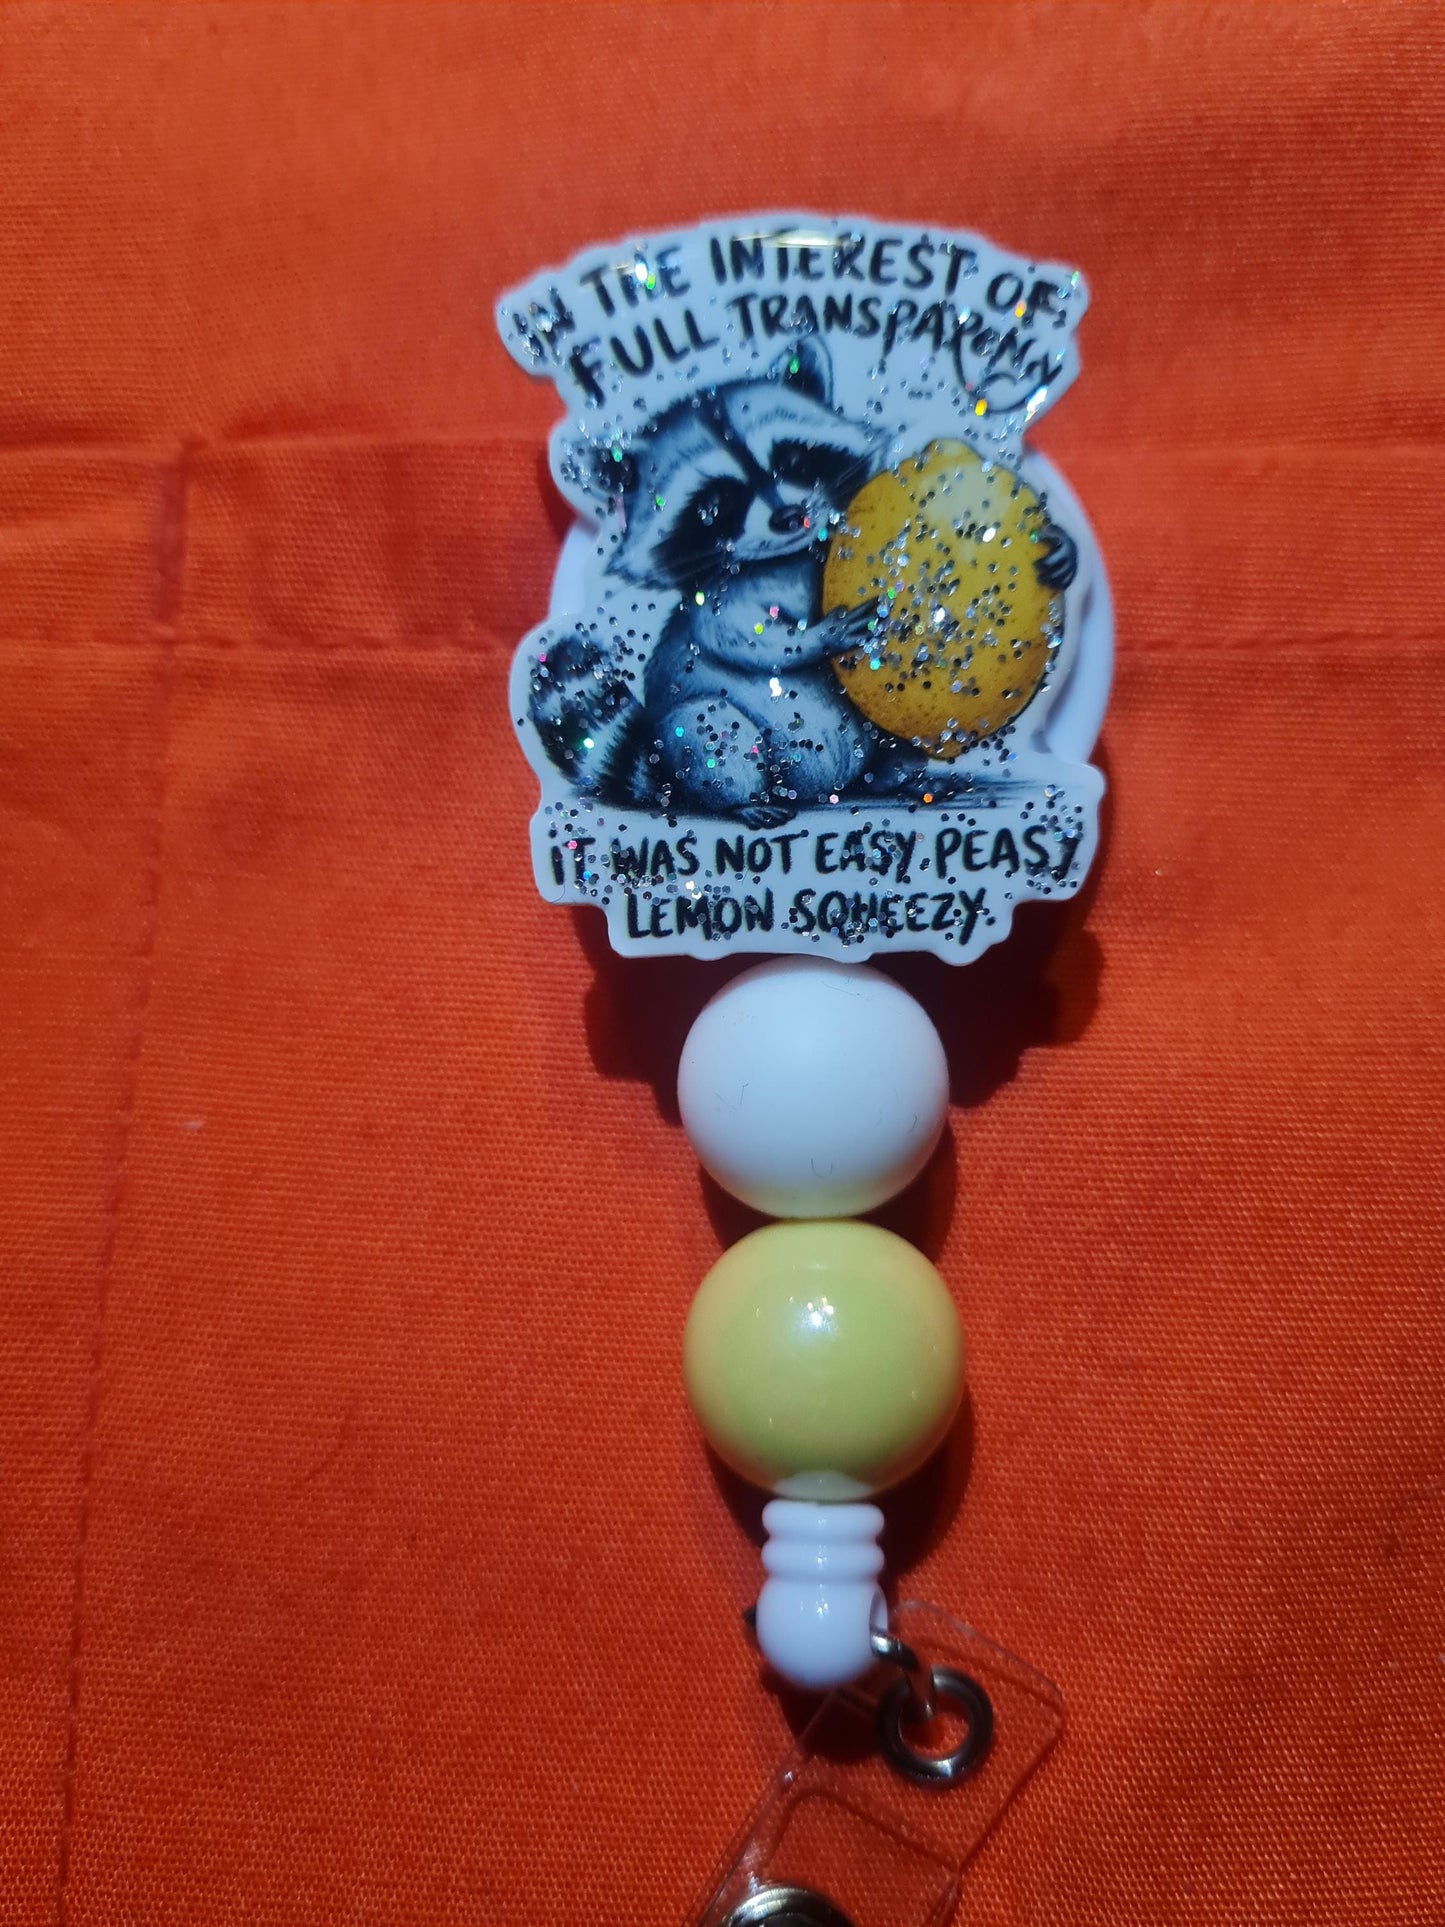 IN THE INTEREST OF
FULL TRANSPARENCY
IT WAS NOT EASY, PEASY
LEMON SQUEEZY.